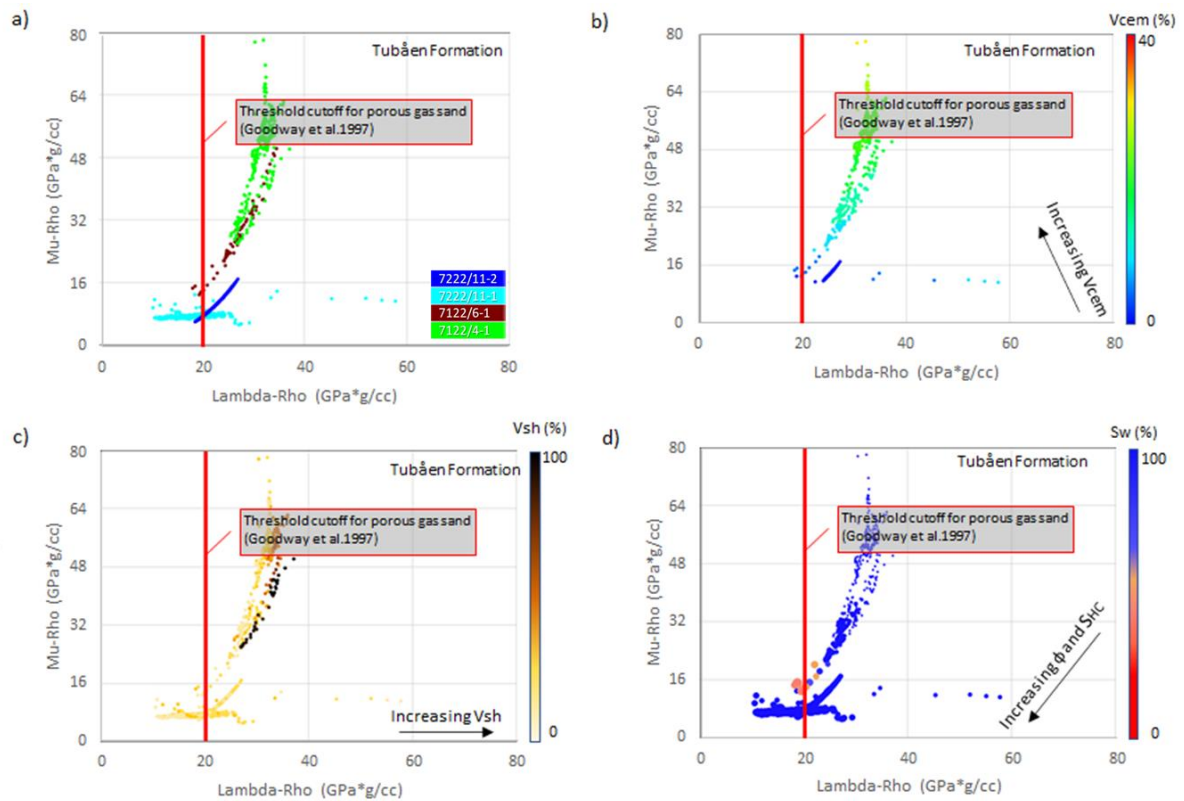 a)
80
64
48
32
16
0
Mu-Rho (GPa*g/cc)
Tubåen Formation
Threshold cutoff for porous gas sand
(Goodway et al.1997)
7222/11-2
7222/11-1
7122/6-1
7122/4-1
0 20 40 60 80
Lambda-Rho (GPa*g/cc)
b)
Vcem (%)
80
64
48
32
16
0
Mu-Rho (GPa*g/cc)
Tubåen Formation
Threshold cutoff for porous gas sand
(Goodway et al.1997)
Increasing Vcem
40
0
0 20 40 60 80
Lambda-Rho (GPa*g/cc)
c)
Vsh (%)
80
64
48
32
16
0
Mu-Rho (GPa*g/cc)
Tubåen Formation
Threshold cutoff for porous gas sand
(Goodway et al.1997)
Increasing Vsh
100
0
0 20 40 60 80
Lambda-Rho (GPa*g/cc)
d)
Sw (%)
80
64
48
32
16
0
Mu-Rho (GPa*g/cc)
Tubåen Formation
Threshold cutoff for porous gas sand
(Goodway et al.1997)
Increasing ϕ and SHC
100
0
0 20 40 60 80
Lambda-Rho (GPa*g/cc)